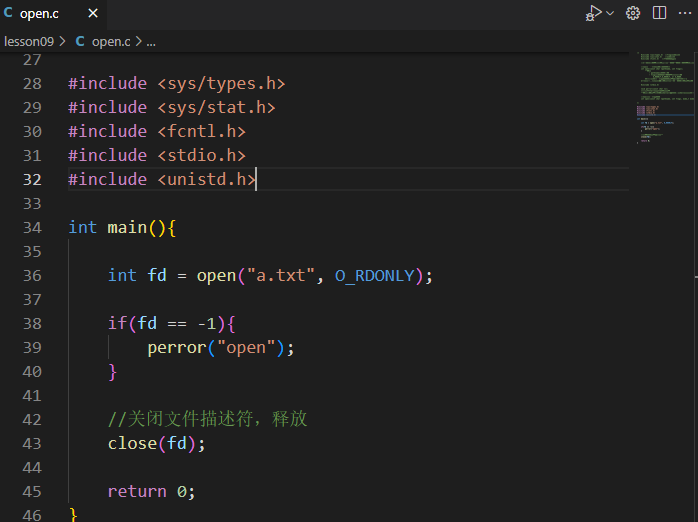 C open.c ×
lesson09 > C open.c > ...
27
28 #include <sys/types.h>
29 #include <sys/stat.h>
30 #include <fcntl.h>
31 #include <stdio.h>
32 #include <unistd.h>
33
34 int main(){
35
36 int fd = open("a.txt", O_RDONLY);
37
38 if(fd == -1){
39 perror("open");
40 }
41
42 //关闭文件描述符，释放
43 close(fd);
44
45 return 0;
46 }